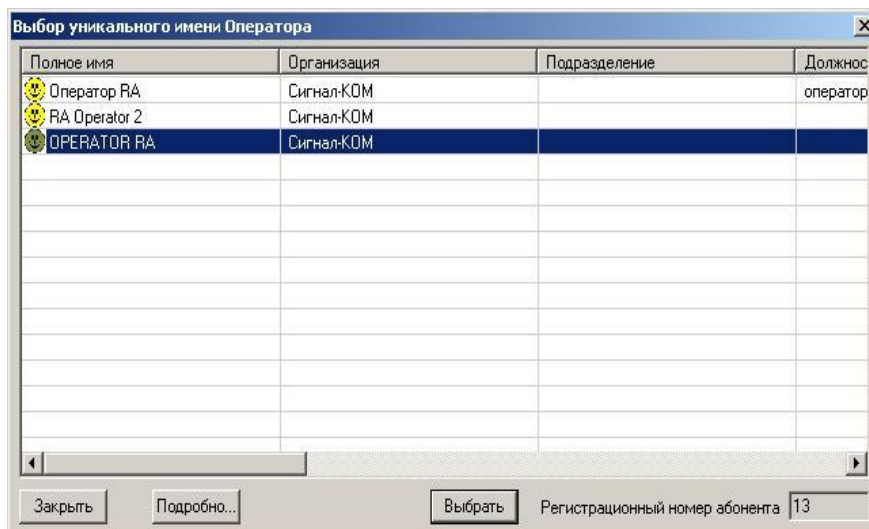 Выбор уникального имени Оператора
Полное имя Организация Подразделение Должнос
Оператор RA Сигнал-КОМ оператор
RA Operator 2 Сигнал-КОМ
OPERATOR RA Сигнал-КОМ
Закрыть Подробно... Выбрать Регистрационный номер абонента 13